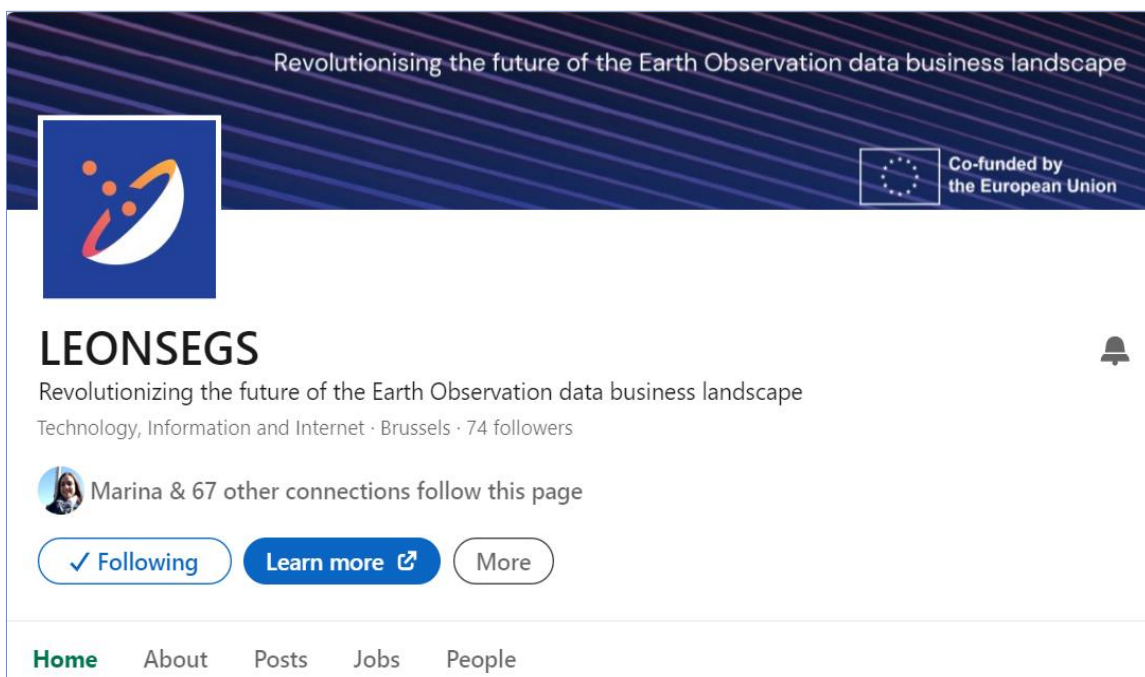 Revolutionising the future of the Earth Observation data business landscape
Co-funded by
the European Union
LEONSEGS
Revolutionizing the future of the Earth Observation data business landscape
Technology, Information and Internet · Brussels · 74 followers
Marina & 67 other connections follow this page
✓ Following Learn more More
Home About Posts Jobs People